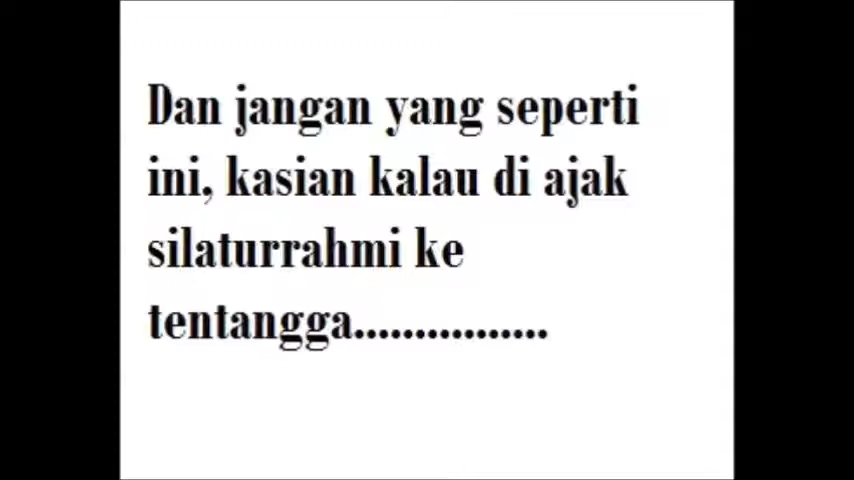 Dan jangan yang seperti
ini, kasian kalau di ajak
silaturrahmi ke
tentangga................